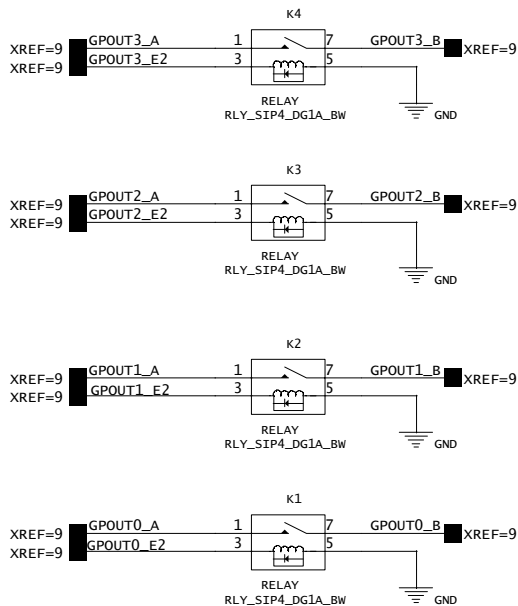 K4
XREF=9 GPOUT3_A 1 7 GPOUT3_B XREF=9
XREF=9 GPOUT3_E2 3 5
RELAY
RLY_SIP4_DG1A_BW
GND
K3
XREF=9 GPOUT2_A 1 7 GPOUT2_B XREF=9
XREF=9 GPOUT2_E2 3 5
RELAY
RLY_SIP4_DG1A_BW
GND
K2
XREF=9 GPOUT1_A 1 7 GPOUT1_B XREF=9
XREF=9 GPOUT1_E2 3 5
RELAY
RLY_SIP4_DG1A_BW
GND
K1
XREF=9 GPOUT0_A 1 7 GPOUT0_B XREF=9
XREF=9 GPOUT0_E2 3 5
RELAY
RLY_SIP4_DG1A_BW
GND